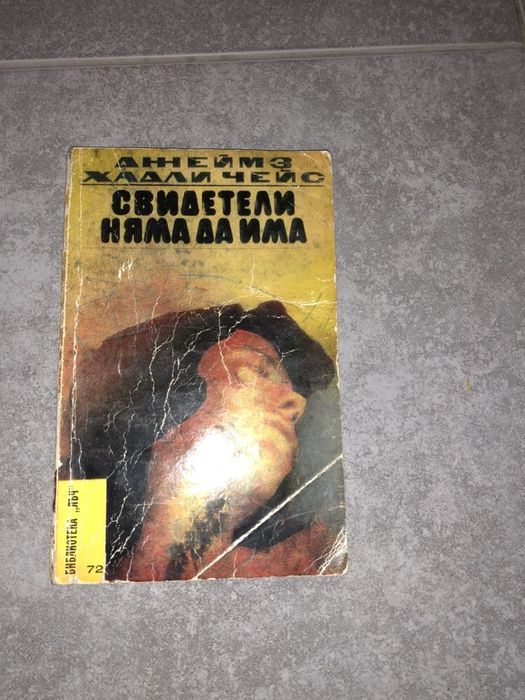 ДЖЕЙМЗ
ХАДЛИ ЧЕЙС
СВИДЕТЕЛИ
НЯМА ДА ИМА
БИБЛИОТЕКА „ЛЪЧ“
72